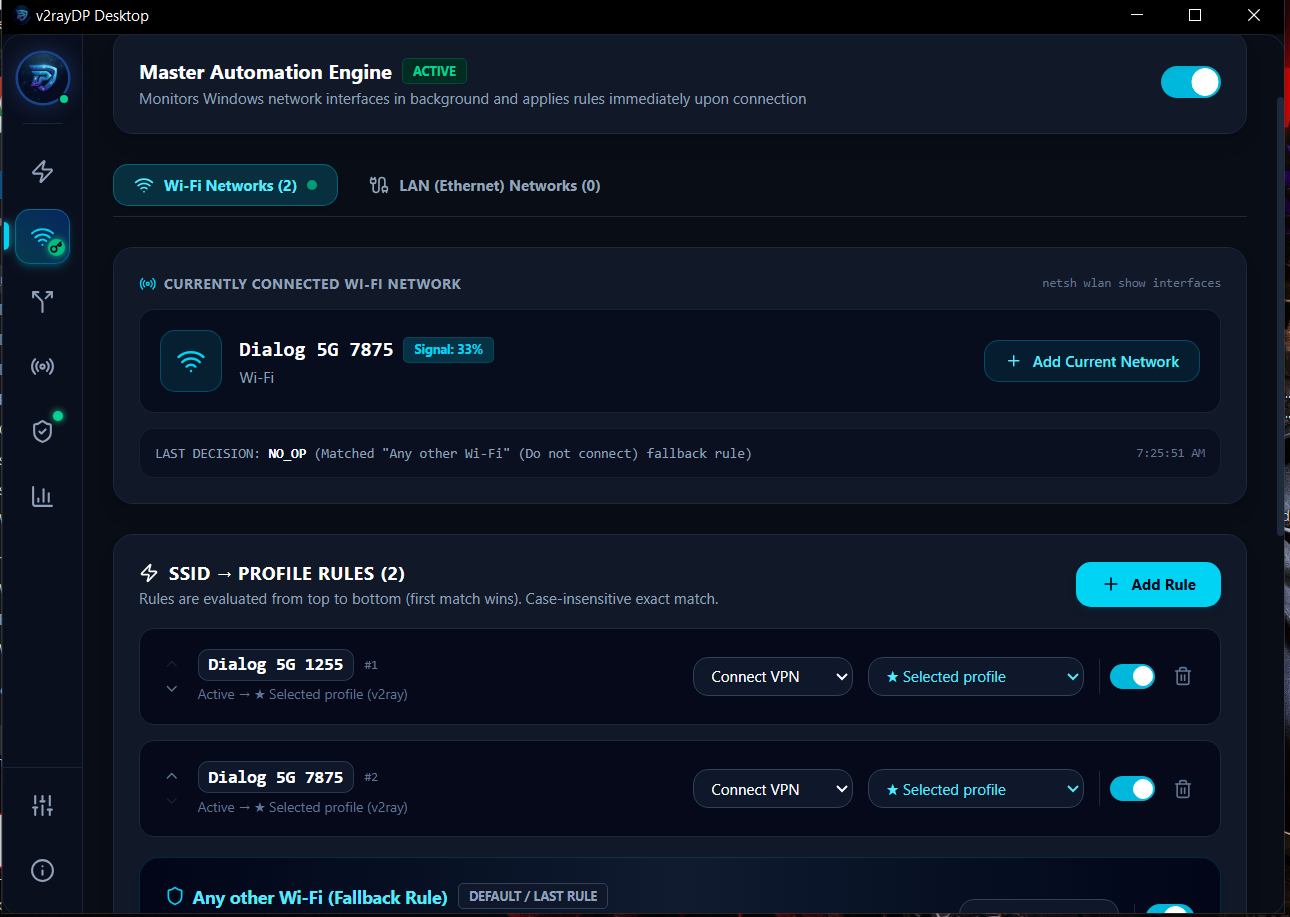 v2rayDP Desktop
Master Automation Engine ACTIVE
Monitors Windows network interfaces in background and applies rules immediately upon connection
Wi-Fi Networks (2) LAN (Ethernet) Networks (0)
CURRENTLY CONNECTED WI-FI NETWORK netsh wlan show interfaces
Dialog 5G 7875 Signal: 33%
Wi-Fi
+ Add Current Network
LAST DECISION: NO_OP (Matched "Any other Wi-Fi" (Do not connect) fallback rule) 7:25:51 AM
SSID → PROFILE RULES (2)
Rules are evaluated from top to bottom (first match wins). Case-insensitive exact match.
+ Add Rule
Dialog 5G 1255 #1
Active → ★ Selected profile (v2ray)
Connect VPN ★ Selected profile
Dialog 5G 7875 #2
Active → ★ Selected profile (v2ray)
Connect VPN ★ Selected profile
Any other Wi-Fi (Fallback Rule) DEFAULT / LAST RULE